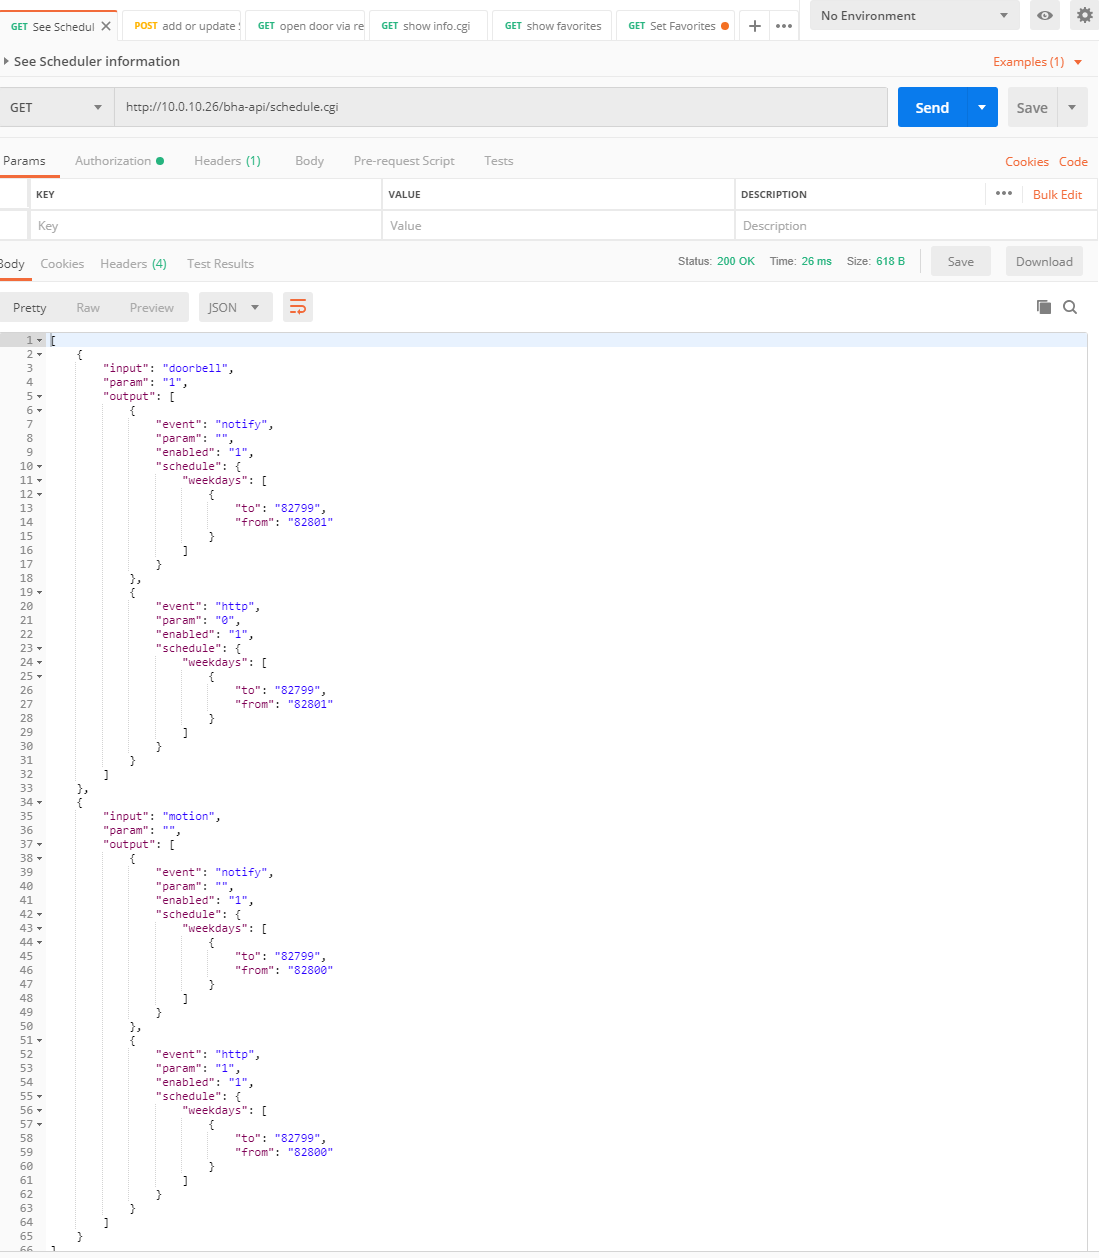 GET See Schedul
POST add or update S
GET open door via re
GET show info.cgi
GET show favorites
GET Set Favorites
No Environment
See Scheduler information
Examples (1)
GET
http://10.0.10.26/bha-api/schedule.cgi
Send
Save
Params
Authorization
Headers (1)
Body
Pre-request Script
Tests
Cookies
Code
KEY
VALUE
DESCRIPTION
Bulk Edit
Key
Value
Description
Body
Cookies
Headers (4)
Test Results
Status: 200 OK
Time: 26 ms
Size: 618 B
Save
Download
Pretty
Raw
Preview
JSON
1 [
2 {
3 "input": "doorbell",
4 "param": "1",
5 "output": [
6 {
7 "event": "notify",
8 "param": "",
9 "enabled": "1",
10 "schedule": {
11 "weekdays": [
12 {
13 "to": "82799",
14 "from": "82801"
15 }
16 ]
17 }
18 },
19 {
20 "event": "http",
21 "param": "0",
22 "enabled": "1",
23 "schedule": {
24 "weekdays": [
25 {
26 "to": "82799",
27 "from": "82801"
28 }
29 ]
30 }
31 }
32 ]
33 },
34 {
35 "input": "motion",
36 "param": "",
37 "output": [
38 {
39 "event": "notify",
40 "param": "",
41 "enabled": "1",
42 "schedule": {
43 "weekdays": [
44 {
45 "to": "82799",
46 "from": "82800"
47 }
48 ]
49 }
50 },
51 {
52 "event": "http",
53 "param": "1",
54 "enabled": "1",
55 "schedule": {
56 "weekdays": [
57 {
58 "to": "82799",
59 "from": "82800"
60 }
61 ]
62 }
63 }
64 ]
65 }
66 ]